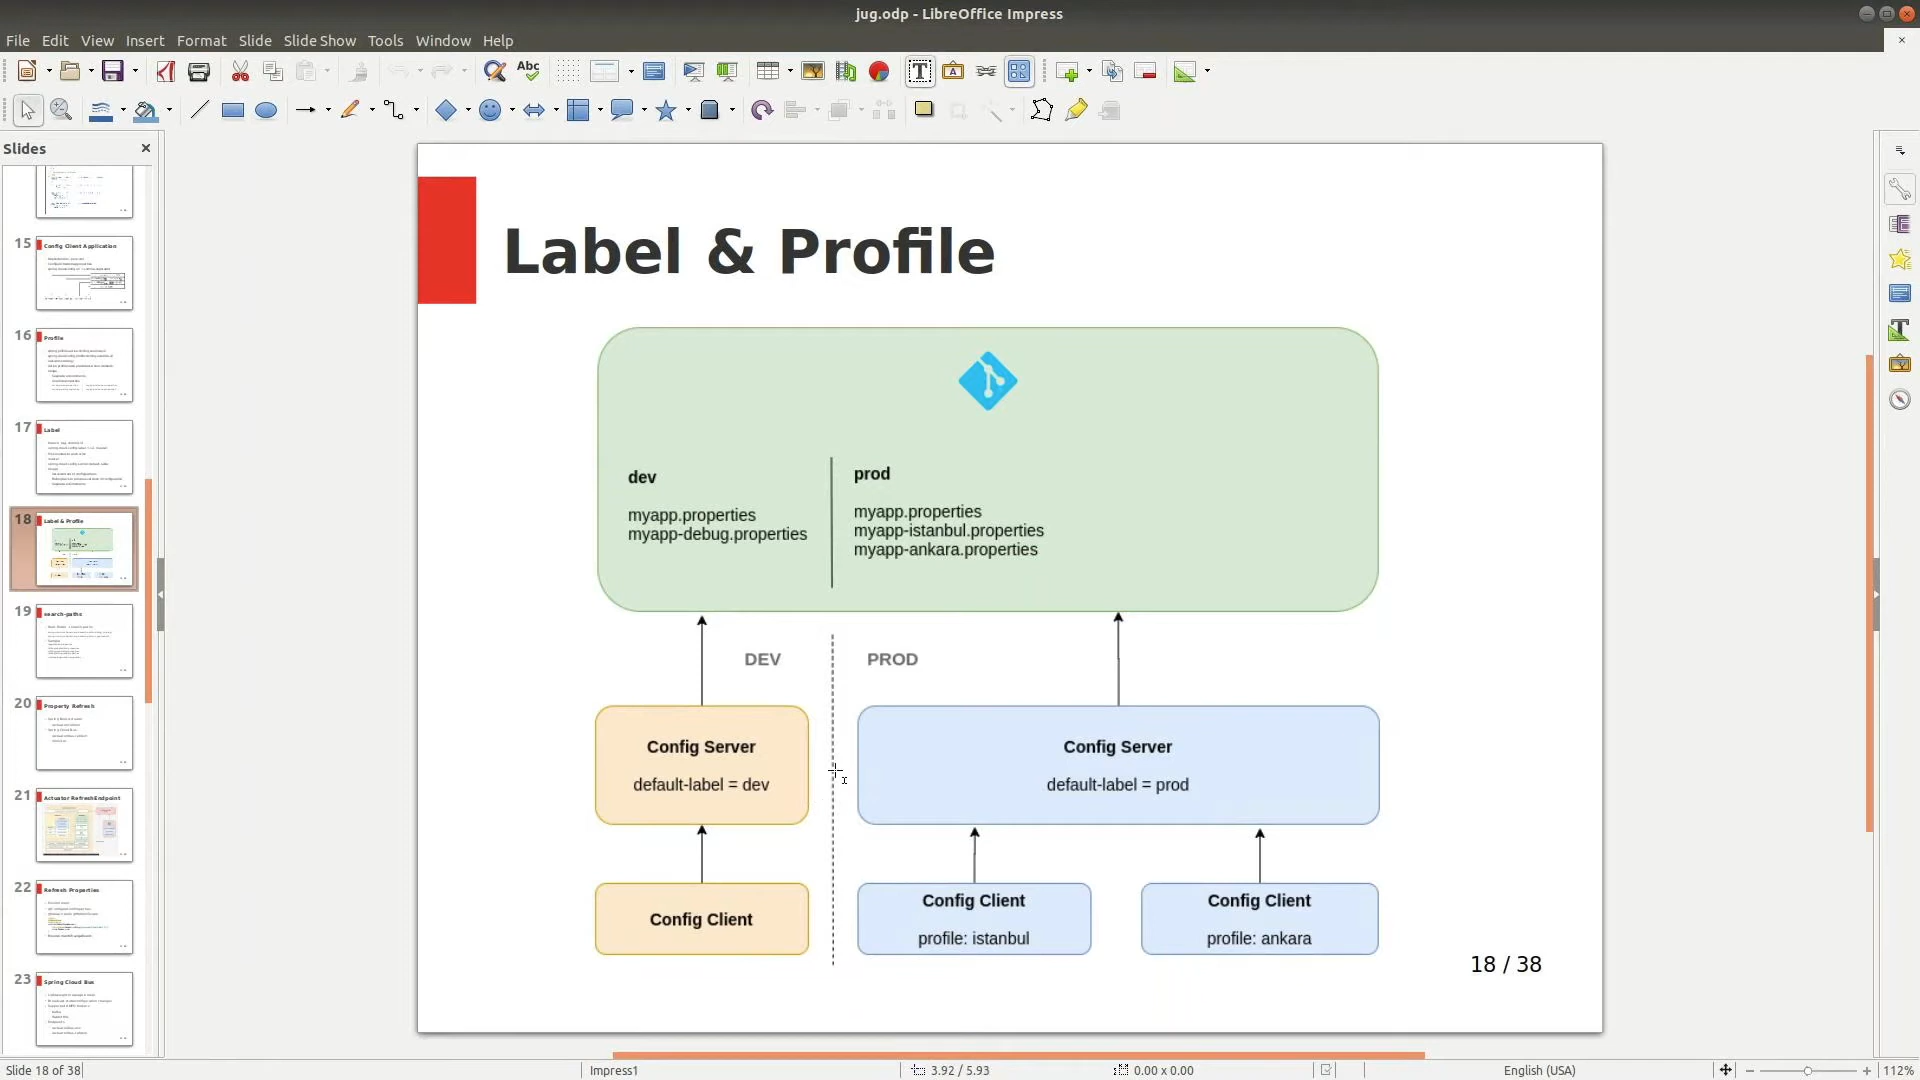 jug.odp - LibreOffice Impress
File Edit View Insert Format Slide Slide Show Tools Window Help
Abc
Slides
15
Config Client Application
16
Profile
17
Label
18
Label & Profile
19
search-paths
20
Property Refresh
21
Actuator RefreshEndpoint
22
Refresh Properties
23
Spring Cloud Bus
Label & Profile
dev
myapp.properties
myapp-debug.properties
prod
myapp.properties
myapp-istanbul.properties
myapp-ankara.properties
DEV
PROD
Config Server
default-label = dev
Config Server
default-label = prod
Config Client
Config Client
profile: istanbul
Config Client
profile: ankara
18 / 38
Slide 18 of 38
Impress1
3.92 / 5.93
0.00 x 0.00
English (USA)
112%